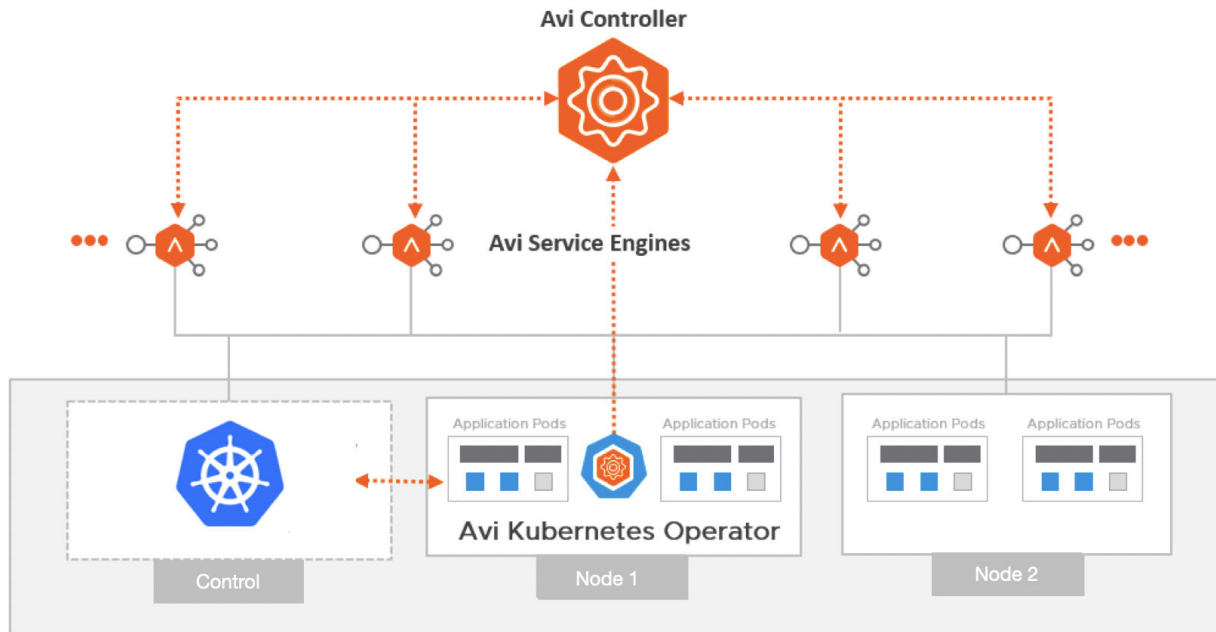 Avi Controller
Avi Service Engines
Application Pods
Application Pods
Application Pods
Application Pods
Avi Kubernetes Operator
Control
Node 1
Node 2